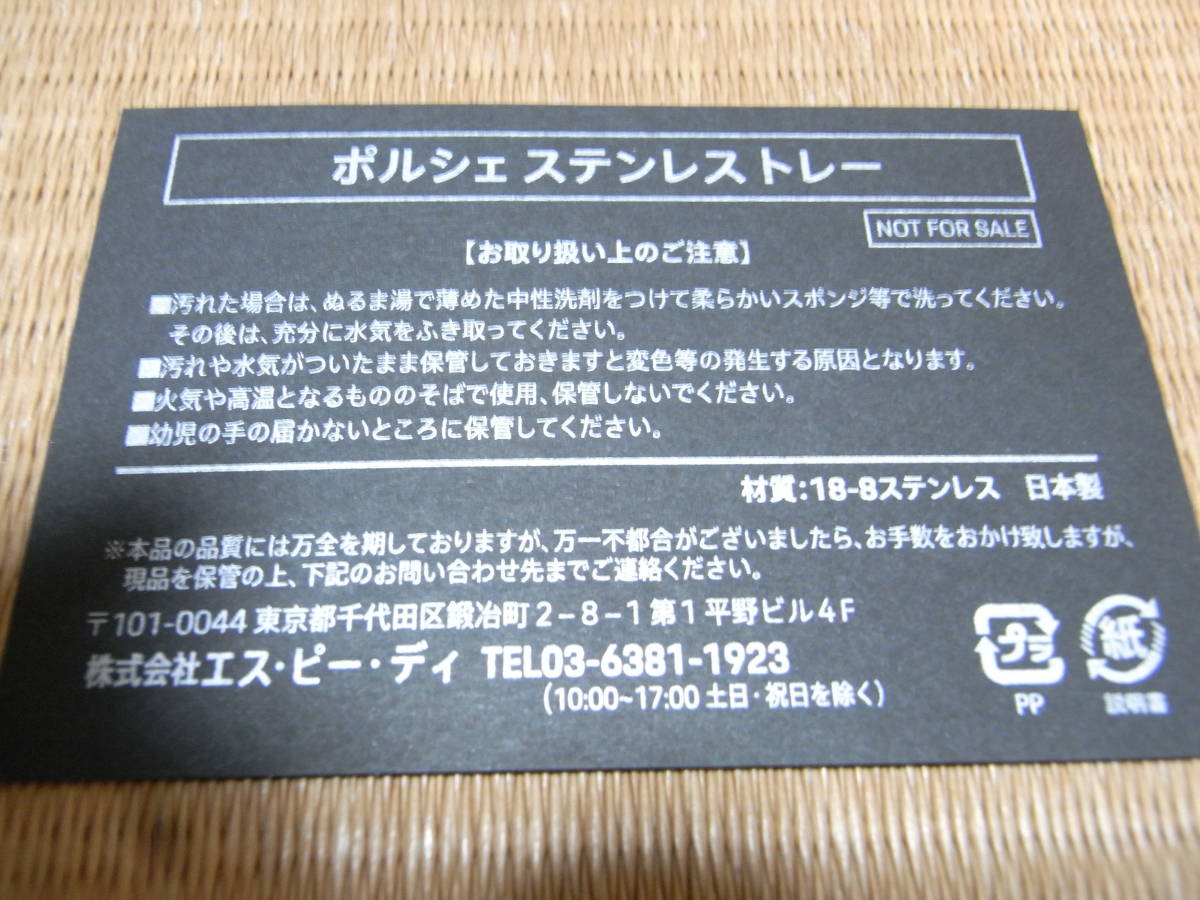 ポルシェ ステンレストレー
NOT FOR SALE
【お取り扱い上のご注意】
■汚れた場合は、ぬるま湯で薄めた中性洗剤をつけて柔らかいスポンジ等で洗ってください。
その後は、充分に水気をふき取ってください。
■汚れや水気がついたまま保管しておきますと変色等の発生する原因となります。
■火気や高温となるもののそばで使用、保管しないでください。
■幼児の手の届かないところに保管してください。
材質:18-8ステンレス 日本製
※本品の品質には万全を期しておりますが、万一不都合がございましたら、お手数をおかけ致しますが、
現品を保管の上、下記のお問い合わせ先までご連絡ください。
〒101-0044 東京都千代田区鍛冶町2-8-1 第1平野ビル4F
株式会社エス・ピー・ディ TEL03-6381-1923
(10:00~17:00 土日・祝日を除く)
プラ
PP
紙
説明書